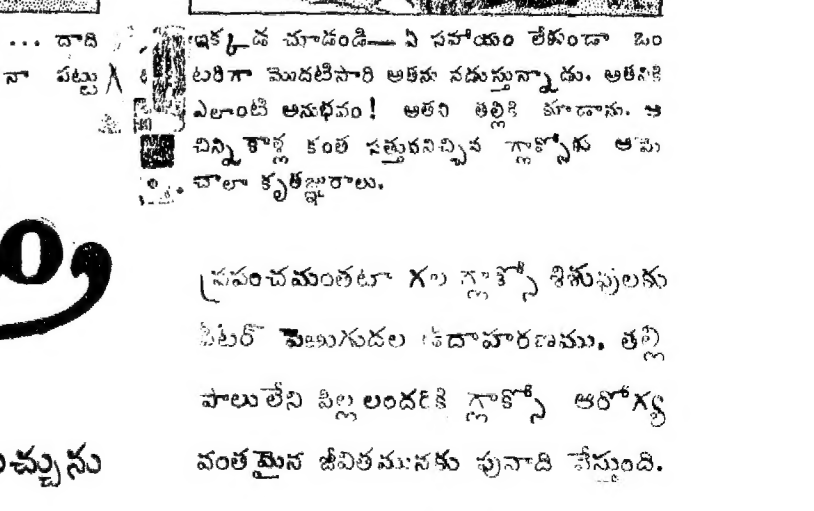 ... దాది
నా పట్టు
ఇక్కడ చూడండి— ఏ సహాయం లేకుండా ఒం
టరిగా మొదటిసారి అతను నడుస్తున్నాడు. అతనికి
ఎలాంటి అనుభవం! అతని తల్లికి కూడాను. ఆ
చిన్ని కాళ్ల కంత సత్తువనిచ్చిన గ్లాక్సోకు ఆమె
చాలా కృతజ్ఞురాలు.
ప్రపంచమంతటా గల గ్లాక్సో శిశువులకు
పీటర్ పెఱుగుదల ఉదాహరణము. తల్లి
పాలులేని పిల్లలందరికి గ్లాక్సో ఆరోగ్య
వంతమైన జీవితమునకు పునాది వేస్తుంది.
చ్చును